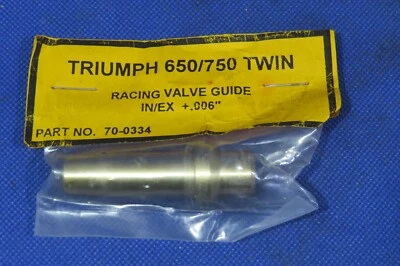 TRIUMPH 650/750 TWIN
RACING VALVE GUIDE
IN/EX +.006"
PART NO. 70-0334